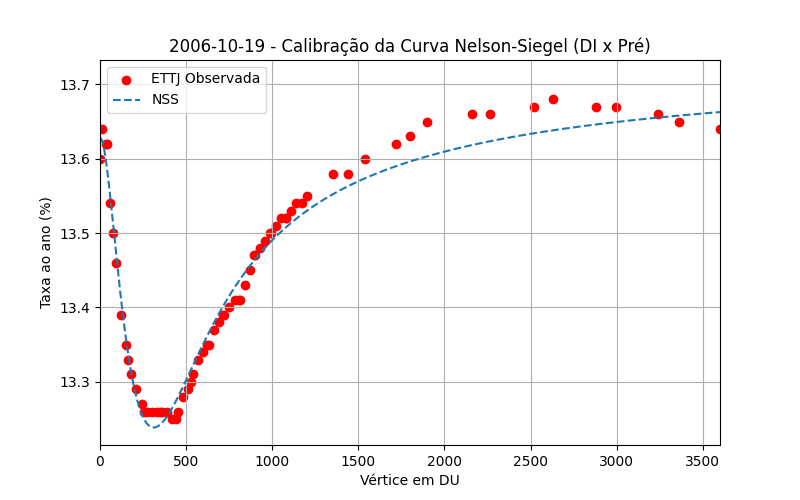 2006-10-19 - Calibração da Curva Nelson-Siegel (DI x Pré)
ETTJ Observada
NSS
Taxa ao ano (%)
13.7
13.6
13.5
13.4
13.3
0 500 1000 1500 2000 2500 3000 3500
Vértice em DU